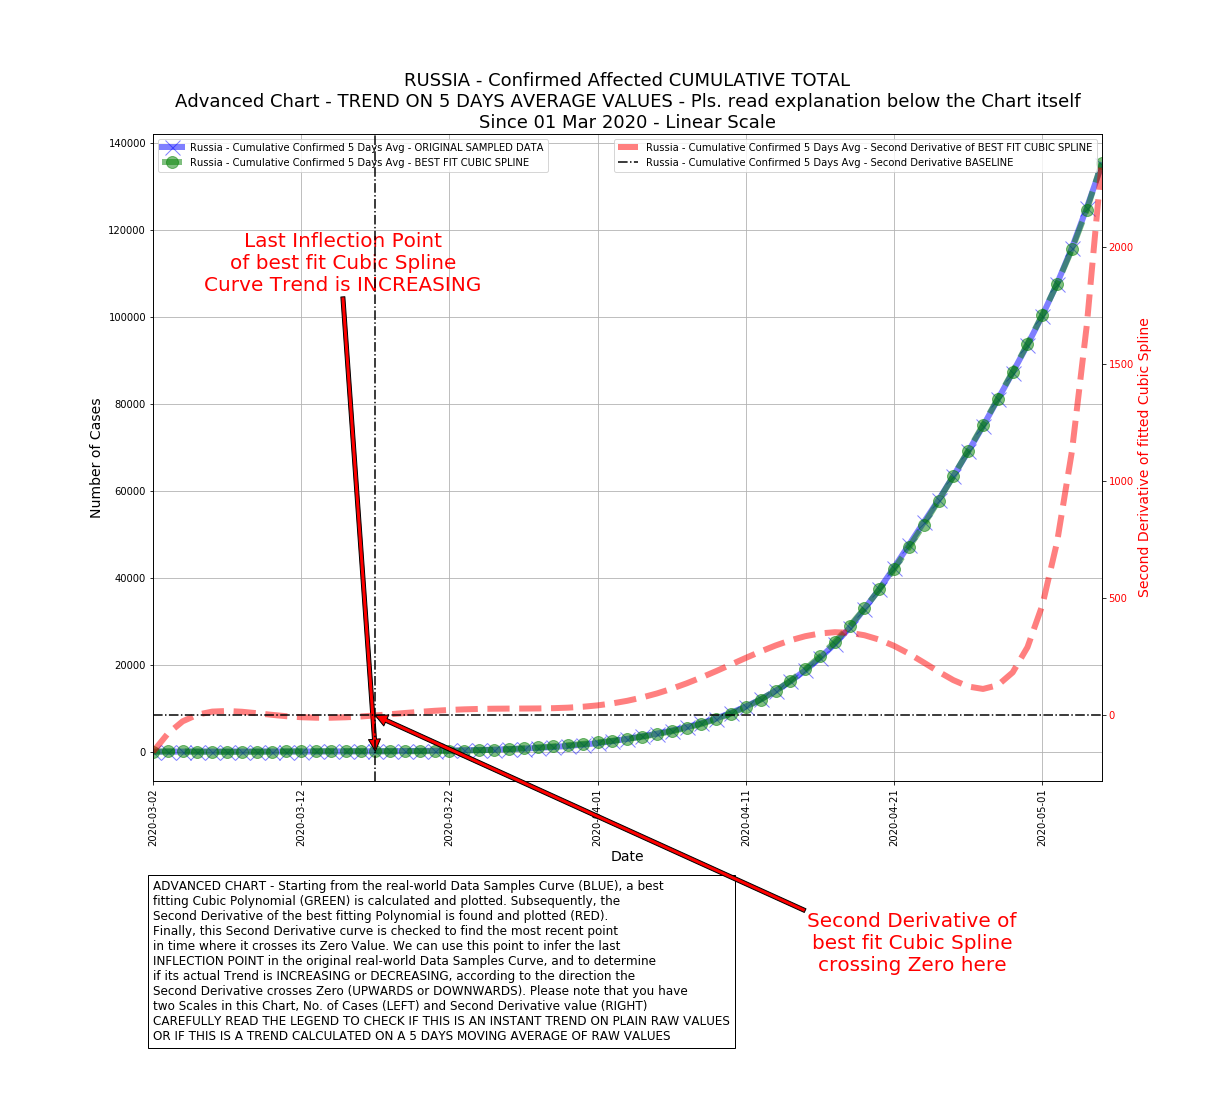 RUSSIA - Confirmed Affected CUMULATIVE TOTAL
Advanced Chart - TREND ON 5 DAYS AVERAGE VALUES - Pls. read explanation below the Chart itself
Since 01 Mar 2020 - Linear Scale
Russia - Cumulative Confirmed 5 Days Avg - ORIGINAL SAMPLED DATA
Russia - Cumulative Confirmed 5 Days Avg - BEST FIT CUBIC SPLINE
Russia - Cumulative Confirmed 5 Days Avg - Second Derivative of BEST FIT CUBIC SPLINE
Russia - Cumulative Confirmed 5 Days Avg - Second Derivative BASELINE
Last Inflection Point
of best fit Cubic Spline
Curve Trend is INCREASING
Number of Cases
140000
120000
100000
80000
60000
40000
20000
0
2000
1500
1000
500
0
Second Derivative of fitted Cubic Spline
2020-03-02
2020-03-12
2020-03-22
2020-04-01
2020-04-11
2020-04-21
2020-05-01
Date
ADVANCED CHART - Starting from the real-world Data Samples Curve (BLUE), a best
fitting Cubic Polynomial (GREEN) is calculated and plotted. Subsequently, the
Second Derivative of the best fitting Polynomial is found and plotted (RED).
Finally, this Second Derivative curve is checked to find the most recent point
in time where it crosses its Zero Value. We can use this point to infer the last
INFLECTION POINT in the original real-world Data Samples Curve, and to determine
if its actual Trend is INCREASING or DECREASING, according to the direction the
Second Derivative crosses Zero (UPWARDS or DOWNWARDS). Please note that you have
two Scales in this Chart, No. of Cases (LEFT) and Second Derivative value (RIGHT)
CAREFULLY READ THE LEGEND TO CHECK IF THIS IS AN INSTANT TREND ON PLAIN RAW VALUES
OR IF THIS IS A TREND CALCULATED ON A 5 DAYS MOVING AVERAGE OF RAW VALUES
Second Derivative of
best fit Cubic Spline
crossing Zero here